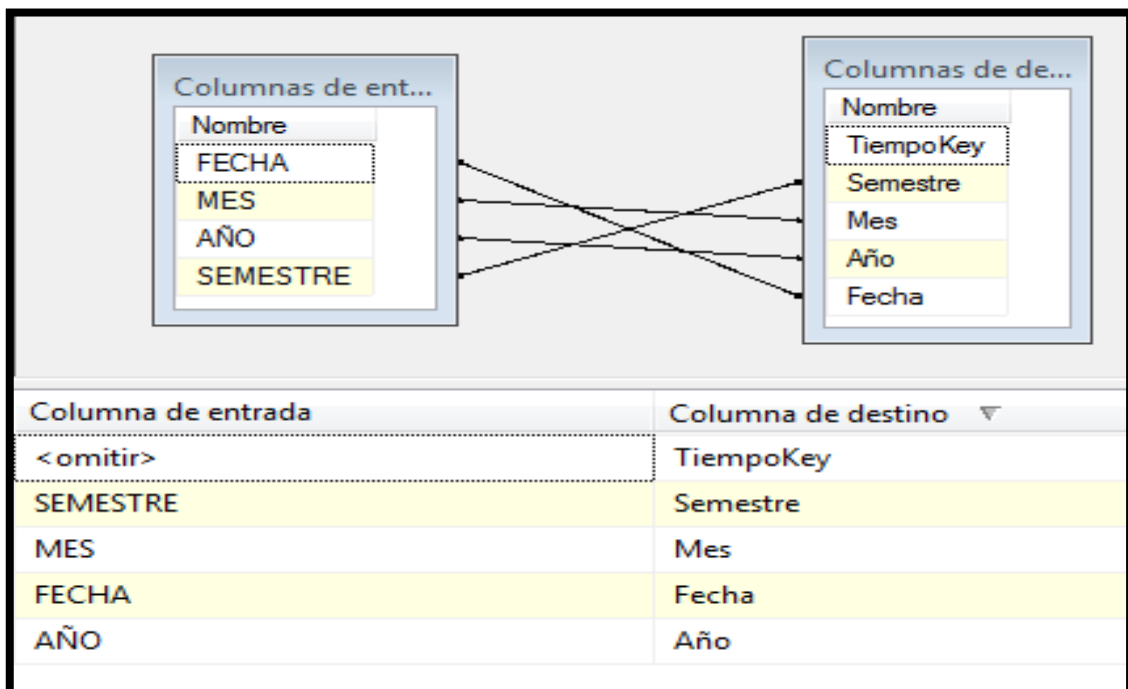 Columnas de ent...
Nombre
FECHA
MES
AÑO
SEMESTRE
Columnas de de...
Nombre
TiempoKey
Semestre
Mes
Año
Fecha
Columna de entrada Columna de destino
<omitir> TiempoKey
SEMESTRE Semestre
MES Mes
FECHA Fecha
AÑO Año